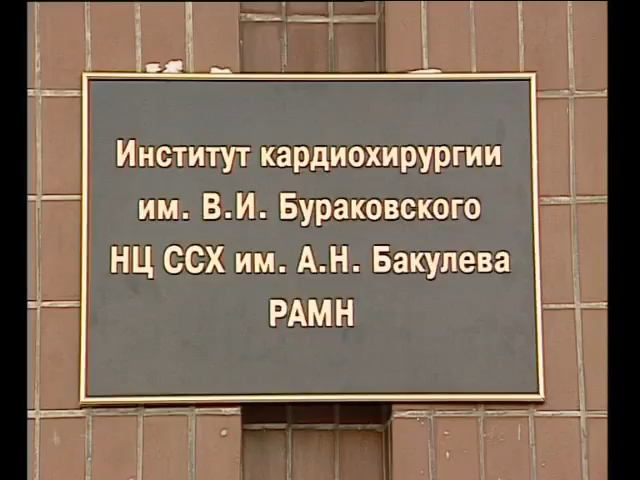 Институт кардиохирургии
им. В.И. Бураковского
НЦ ССХ им. А.Н. Бакулева
РАМН